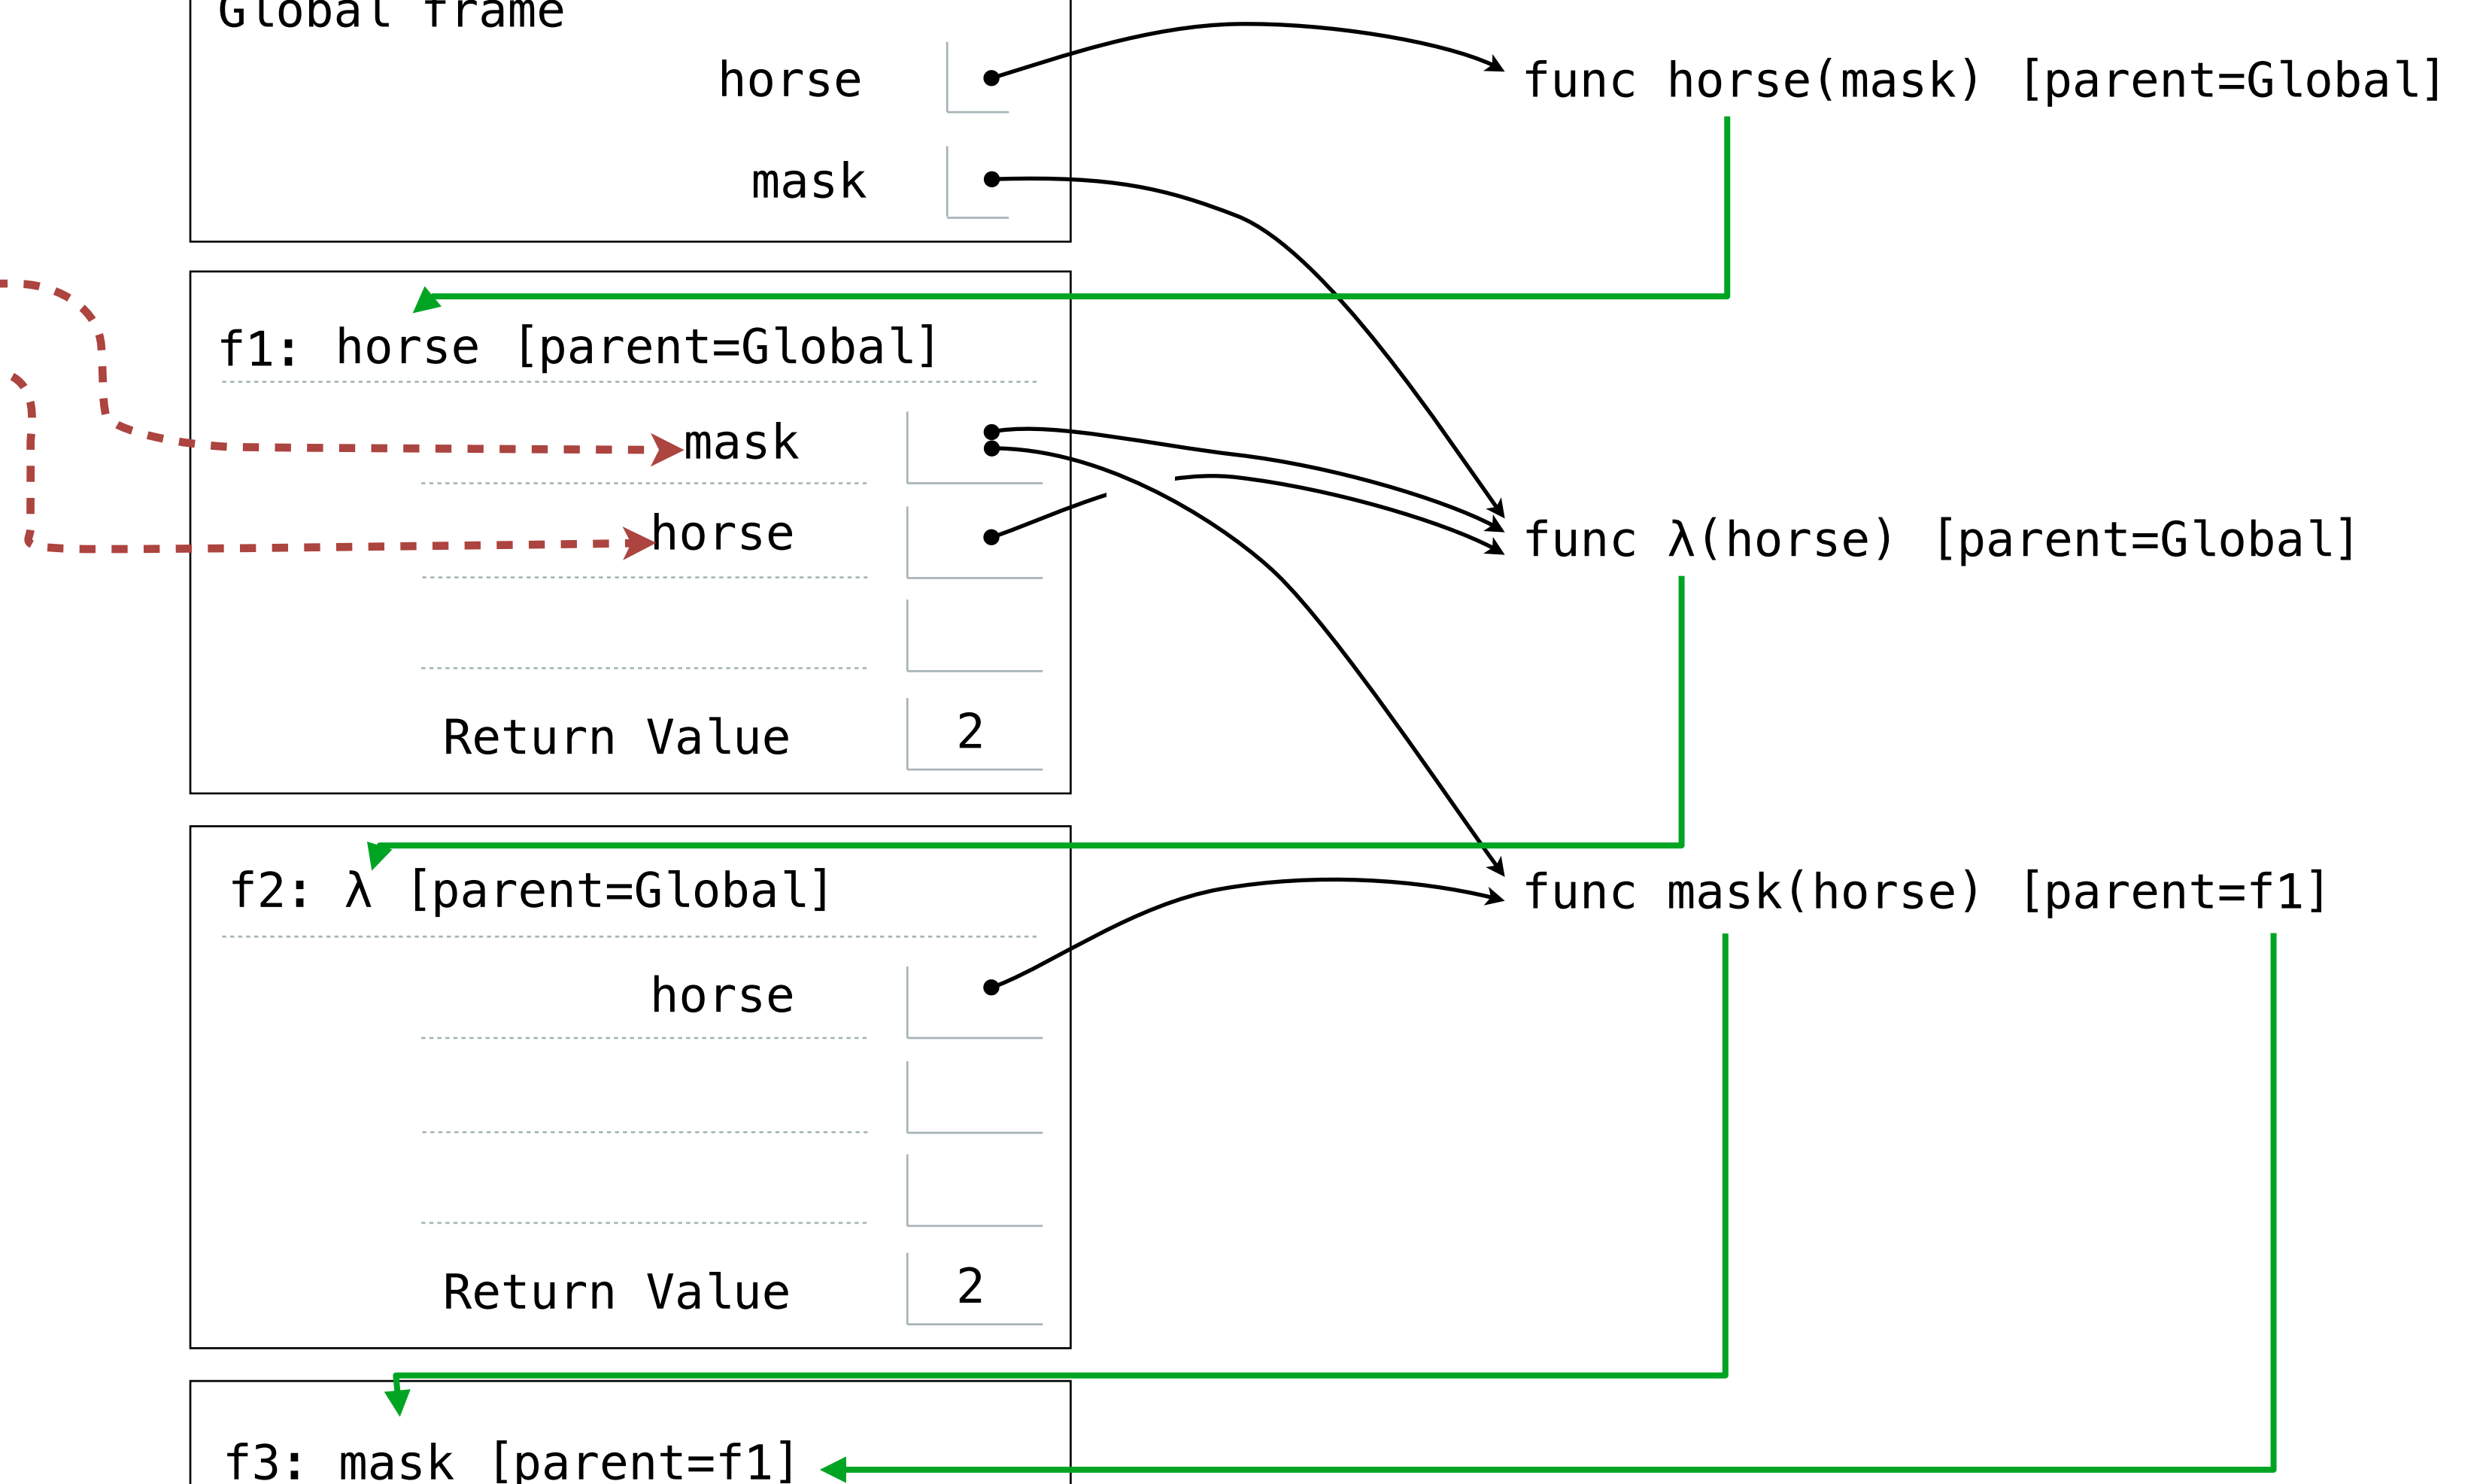 Global frame
horse
func horse(mask) [parent=Global]
mask
f1: horse [parent=Global]
mask
horse
func λ(horse) [parent=Global]
Return Value 2
f2: λ [parent=Global]
func mask(horse) [parent=f1]
horse
Return Value 2
f3: mask [parent=f1]